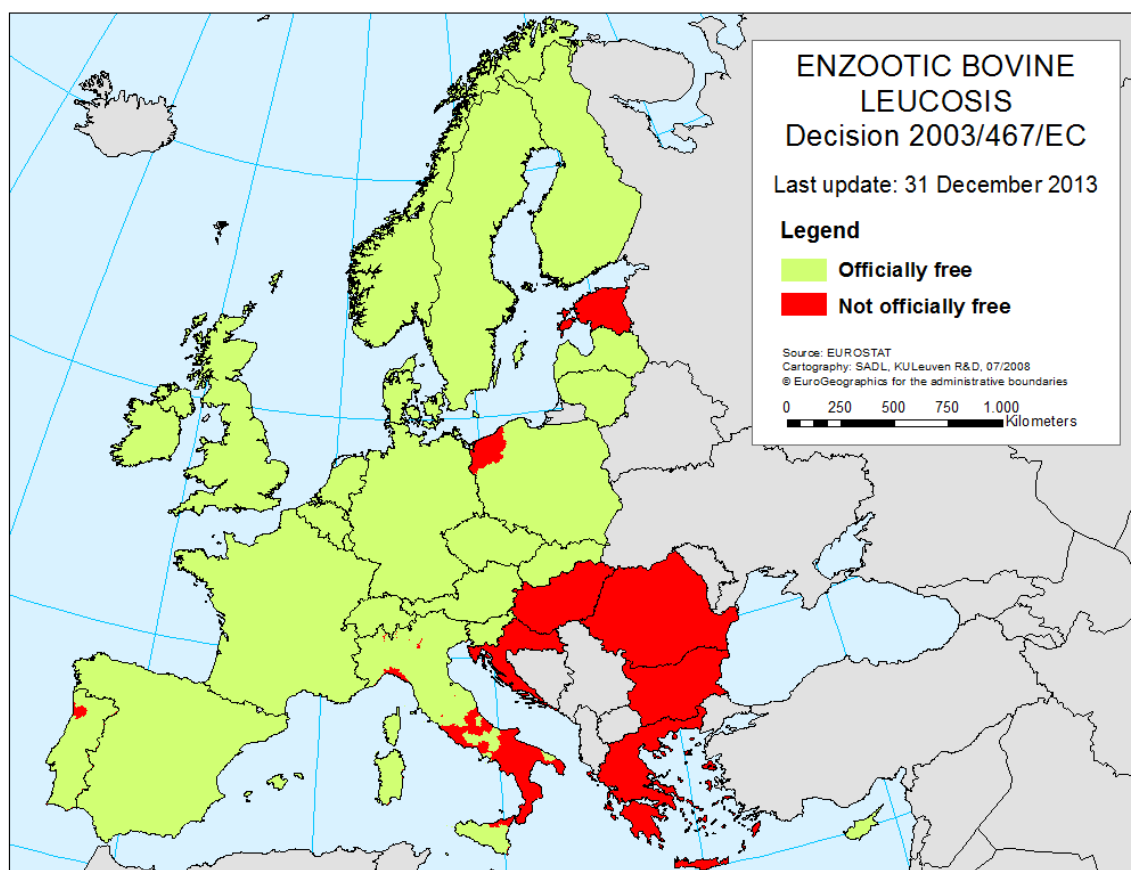 ENZOOTIC BOVINE
LEUCOSIS
Decision 2003/467/EC
Last update: 31 December 2013
Legend
Officially free
Not officially free
Source: EUROSTAT
Cartography: SADL, KULeuven R&D, 07/2008
© EuroGeographics for the administrative boundaries
0 250 500 750 1.000
Kilometers